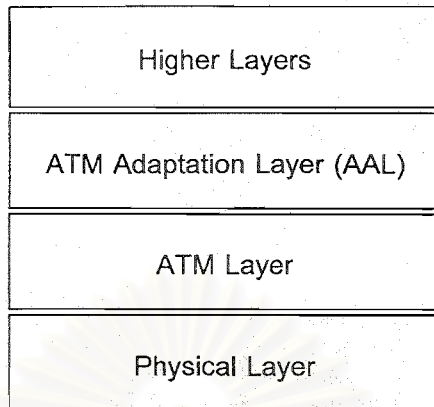 Higher Layers
ATM Adaptation Layer (AAL)
ATM Layer
Physical Layer